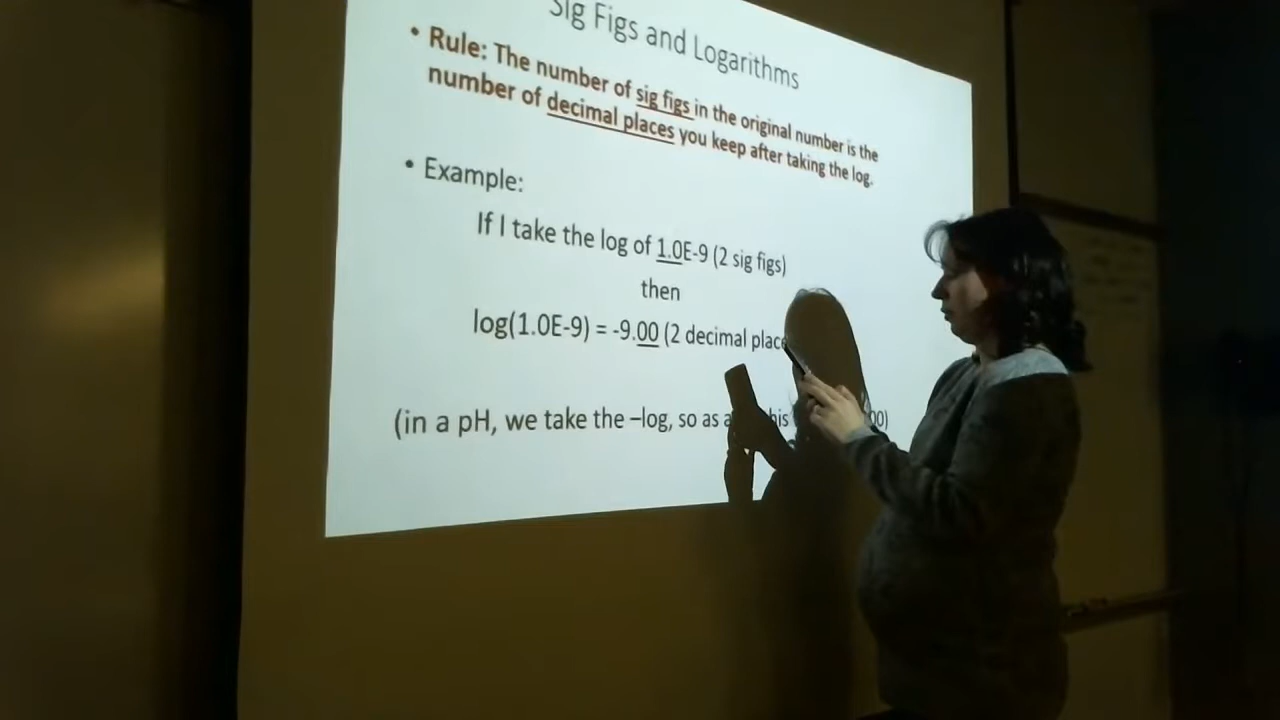 Sig Figs and Logarithms
• Rule: The number of sig figs in the original number is the
number of decimal places you keep after taking the log.
• Example:
If I take the log of 1.0E-9 (2 sig figs)
then
log(1.0E-9) = -9.00 (2 decimal place
(in a pH, we take the –log, so as a his 00)